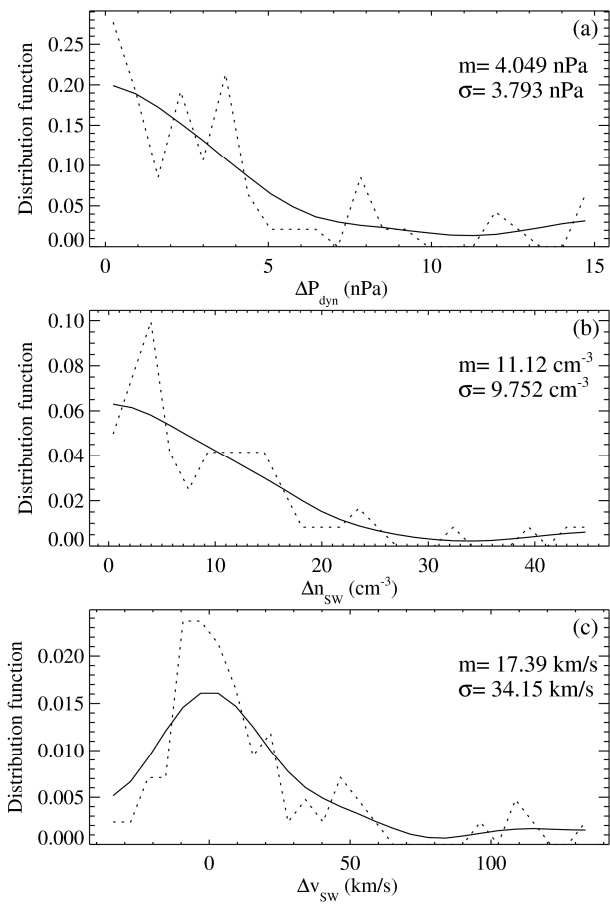 (a)
m= 4.049 nPa
σ= 3.793 nPa
Distribution function
0.25
0.20
0.15
0.10
0.05
0.00
0 5 10 15
ΔP_dyn (nPa)
(b)
m= 11.12 cm⁻³
σ= 9.752 cm⁻³
Distribution function
0.10
0.08
0.06
0.04
0.02
0.00
0 10 20 30 40
Δn_SW (cm⁻³)
(c)
m= 17.39 km/s
σ= 34.15 km/s
Distribution function
0.020
0.015
0.010
0.005
0.000
0 50 100
Δv_SW (km/s)